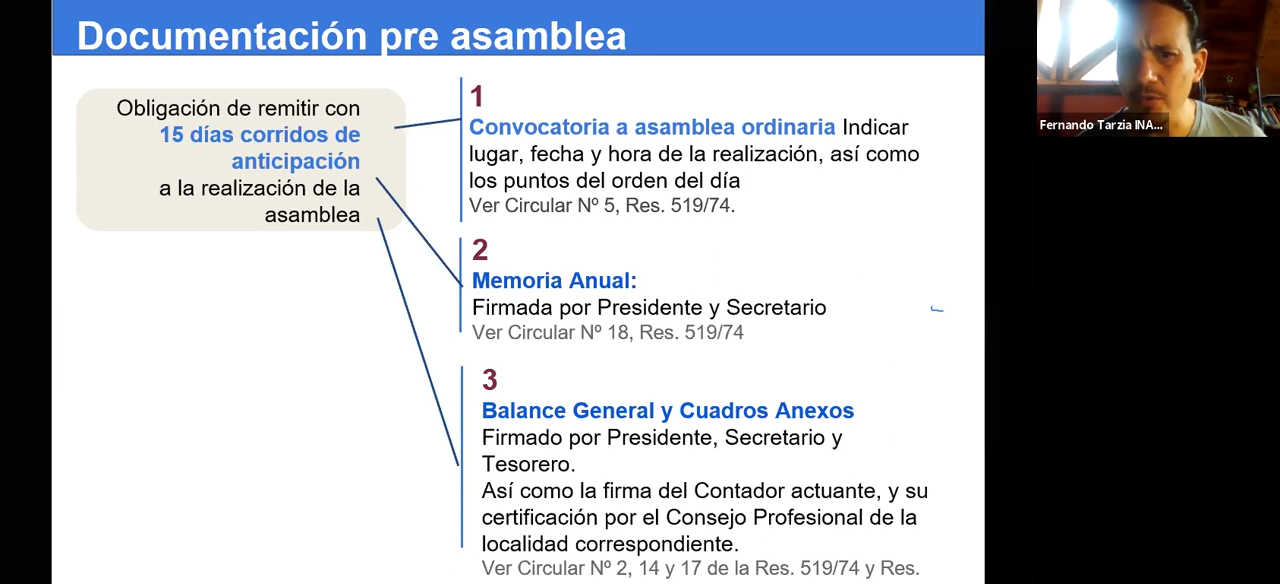 Documentación pre asamblea
Obligación de remitir con
15 días corridos de
anticipación
a la realización de la
asamblea
1
Convocatoria a asamblea ordinaria Indicar
lugar, fecha y hora de la realización, así como
los puntos del orden del día
Ver Circular Nº 5, Res. 519/74.
2
Memoria Anual:
Firmada por Presidente y Secretario
Ver Circular Nº 18, Res. 519/74
3
Balance General y Cuadros Anexos
Firmado por Presidente, Secretario y
Tesorero.
Así como la firma del Contador actuante, y su
certificación por el Consejo Profesional de la
localidad correspondiente.
Ver Circular Nº 2, 14 y 17 de la Res. 519/74 y Res.
Fernando Tarzia INA...